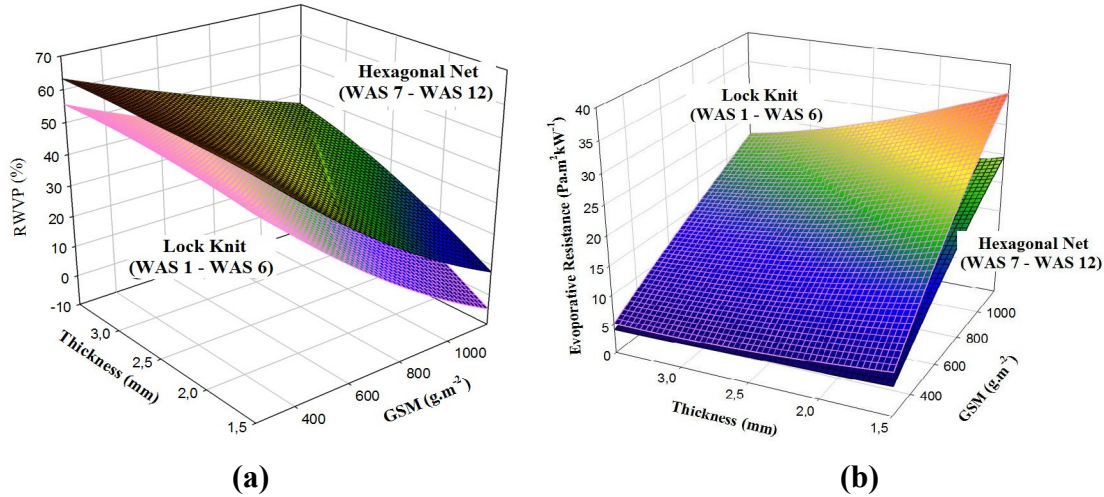 70
60
50
40
30
20
10
0
-10
RWVP (%)
Hexagonal Net
(WAS 7 - WAS 12)
Lock Knit
(WAS 1 - WAS 6)
3,0
2,5
2,0
1,5
Thickness (mm)
400
600
800
1000
GSM (g.m-2)
(a)
40
35
30
25
20
15
10
5
0
Evoporative Resistance (Pa.m²kW⁻¹)
Lock Knit
(WAS 1 - WAS 6)
Hexagonal Net
(WAS 7 - WAS 12)
3,0
2,5
2,0
1,5
Thickness (mm)
400
600
800
1000
GSM (g.m-2)
(b)